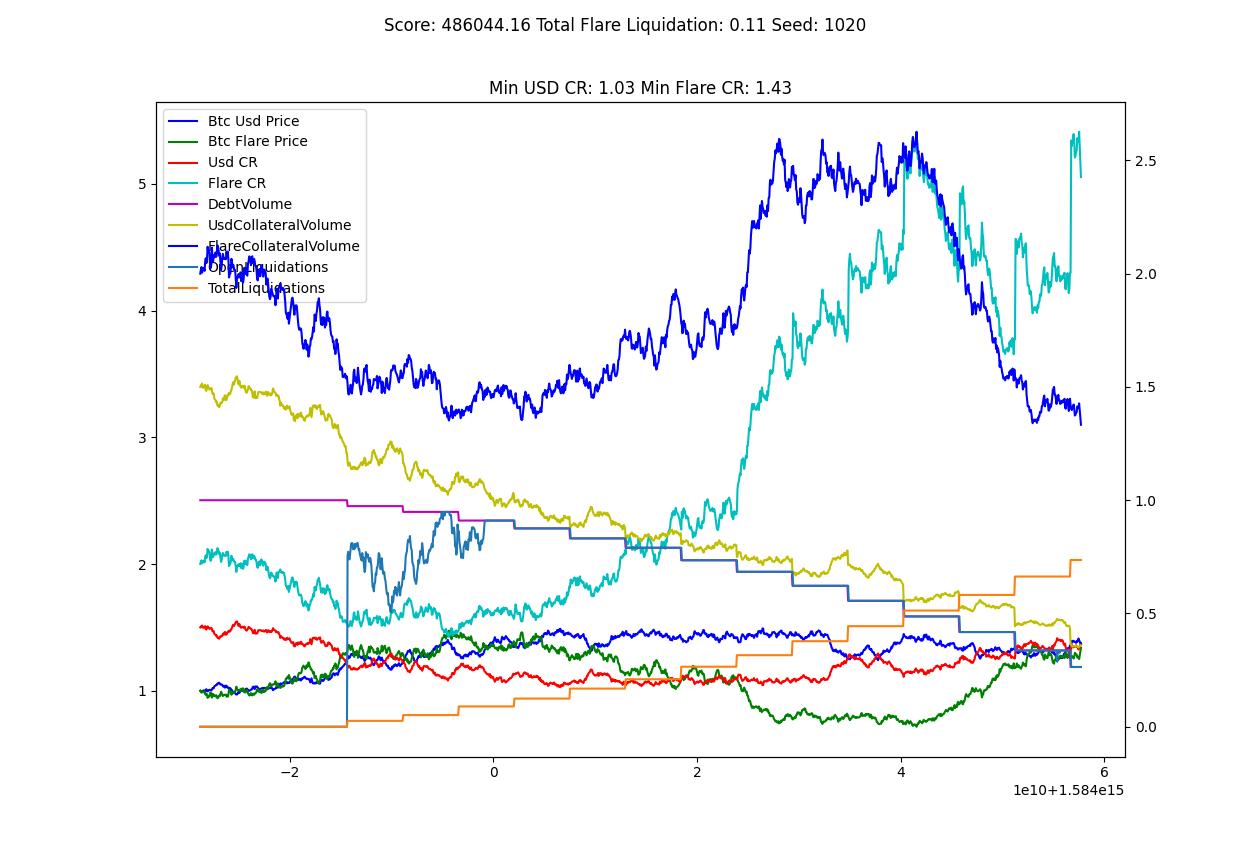 Score: 486044.16 Total Flare Liquidation: 0.11 Seed: 1020
Min USD CR: 1.03 Min Flare CR: 1.43
Btc Usd Price
Btc Flare Price
Usd CR
Flare CR
DebtVolume
UsdCollateralVolume
FlareCollateralVolume
OpenLiquidations
TotalLiquidations
5
4
3
2
1
2.5
2.0
1.5
1.0
0.5
0.0
−2 0 2 4 6
1e10+1.584e15